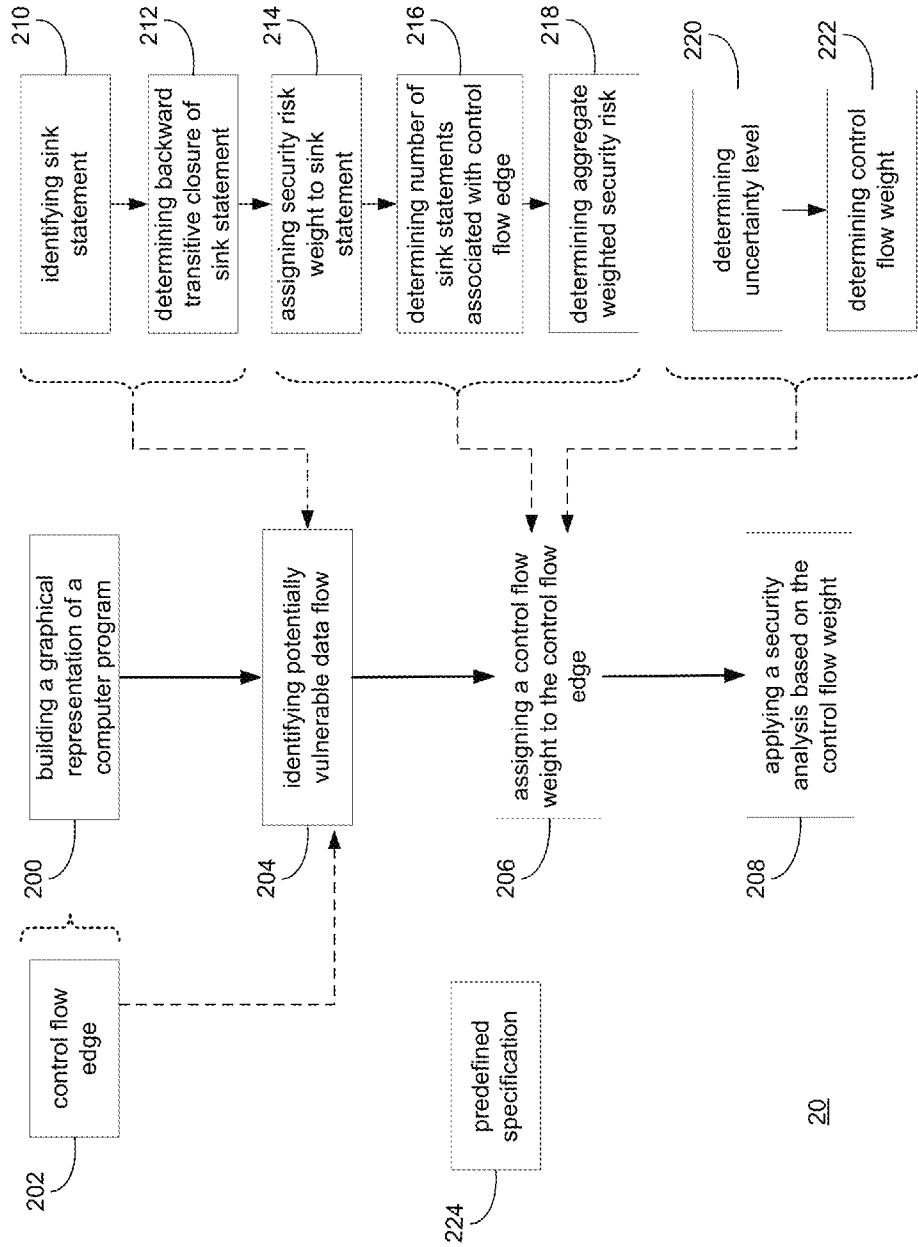 202
control flow
edge
200
building a graphical
representation of a
computer program
204
identifying potentially
vulnerable data flow
206
assigning a control flow
weight to the control flow
edge
208
applying a security
analysis based on the
control flow weight
224
predefined
specification
20
identifying sink
statement
210
determining backward
transitive closure of
sink statement
212
assigning security risk
weight to sink
statement
214
determining number of
sink statements
associated with control
flow edge
216
determining aggregate
weighted security risk
218
determining
uncertainty level
220
determining control
flow weight
222